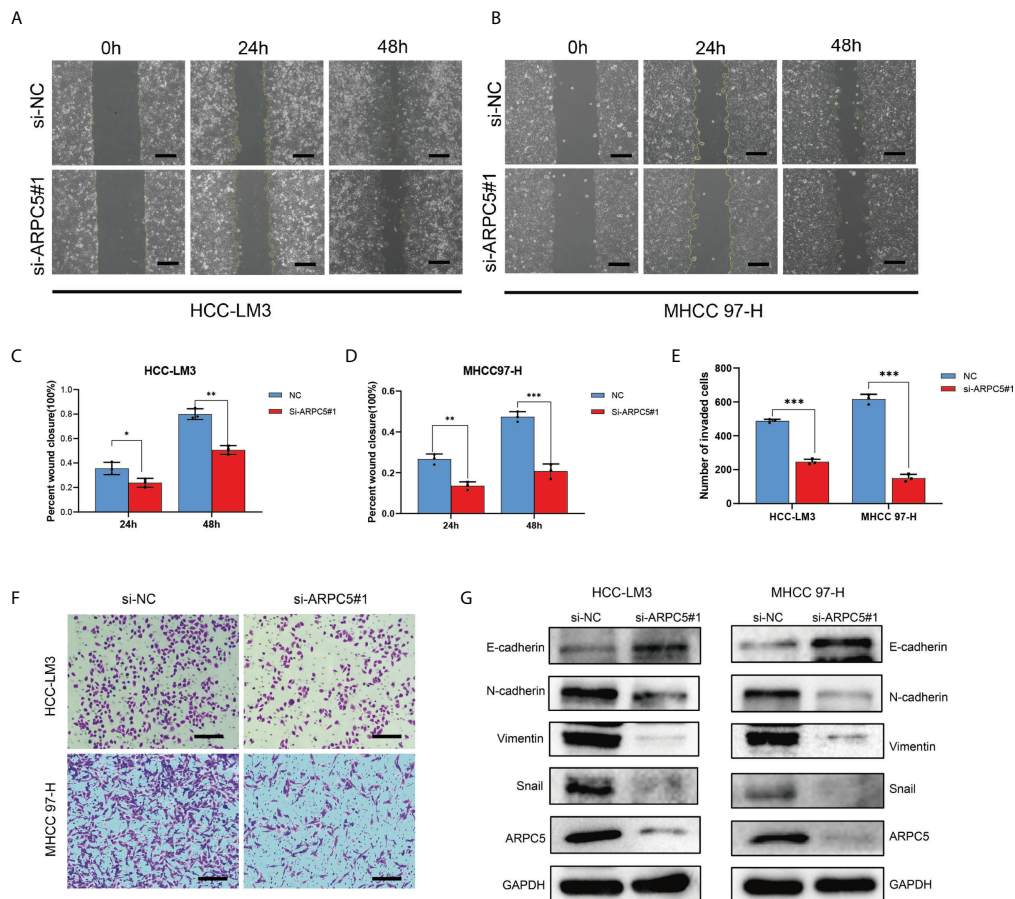 A
B
0h 24h 48h
0h 24h 48h
si-NC
si-ARPC5#1
si-NC
si-ARPC5#1
HCC-LM3
MHCC 97-H
C
HCC-LM3
Percent wound closure(100%)
1.0
0.8
0.6
0.4
0.2
0.0
*
**
24h 48h
NC
Si-ARPC5#1
D
MHCC97-H
Percent wound closure(100%)
0.6
0.4
0.2
0.0
**
***
24h 48h
NC
Si-ARPC5#1
E
Number of invaded cells
800
600
400
200
0
***
***
HCC-LM3 MHCC 97-H
NC
si-ARPC5#1
F
si-NC si-ARPC5#1
HCC-LM3
MHCC 97-H
G
HCC-LM3 MHCC 97-H
si-NC si-ARPC5#1 si-NC si-ARPC5#1
E-cadherin E-cadherin
N-cadherin N-cadherin
Vimentin Vimentin
Snail Snail
ARPC5 ARPC5
GAPDH GAPDH